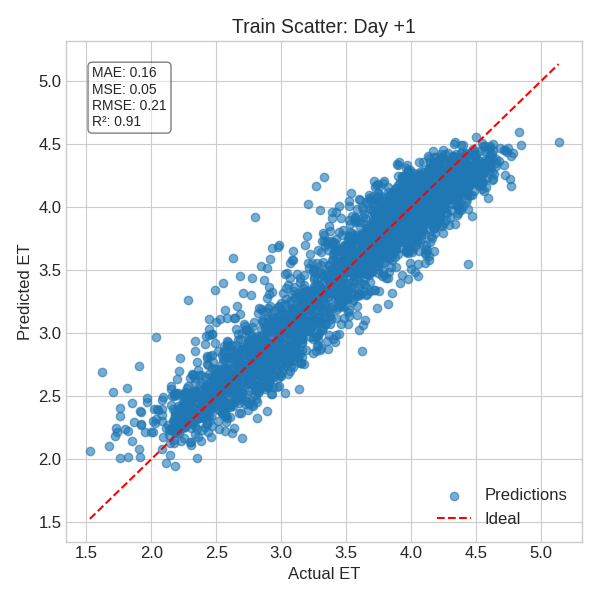 Train Scatter: Day +1
MAE: 0.16
MSE: 0.05
RMSE: 0.21
R²: 0.91
Predicted ET
5.0
4.5
4.0
3.5
3.0
2.5
2.0
1.5
Predictions
Ideal
1.5 2.0 2.5 3.0 3.5 4.0 4.5 5.0
Actual ET